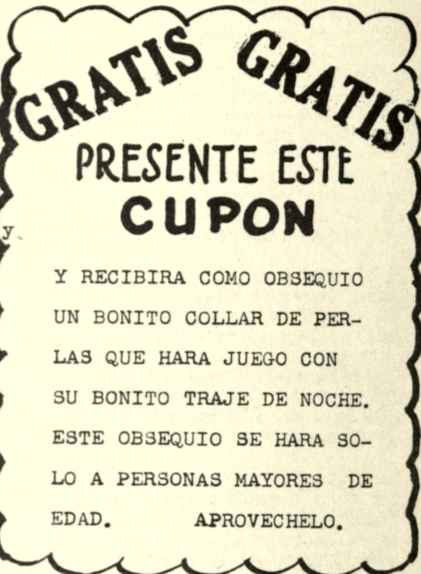 GRATIS GRATIS
PRESENTE ESTE
CUPON
y
Y RECIBIRA COMO OBSEQUIO
UN BONITO COLLAR DE PER-
LAS QUE HARA JUEGO CON
SU BONITO TRAJE DE NOCHE.
ESTE OBSEQUIO SE HARA SO-
LO A PERSONAS MAYORES DE
EDAD. APROVECHELO.